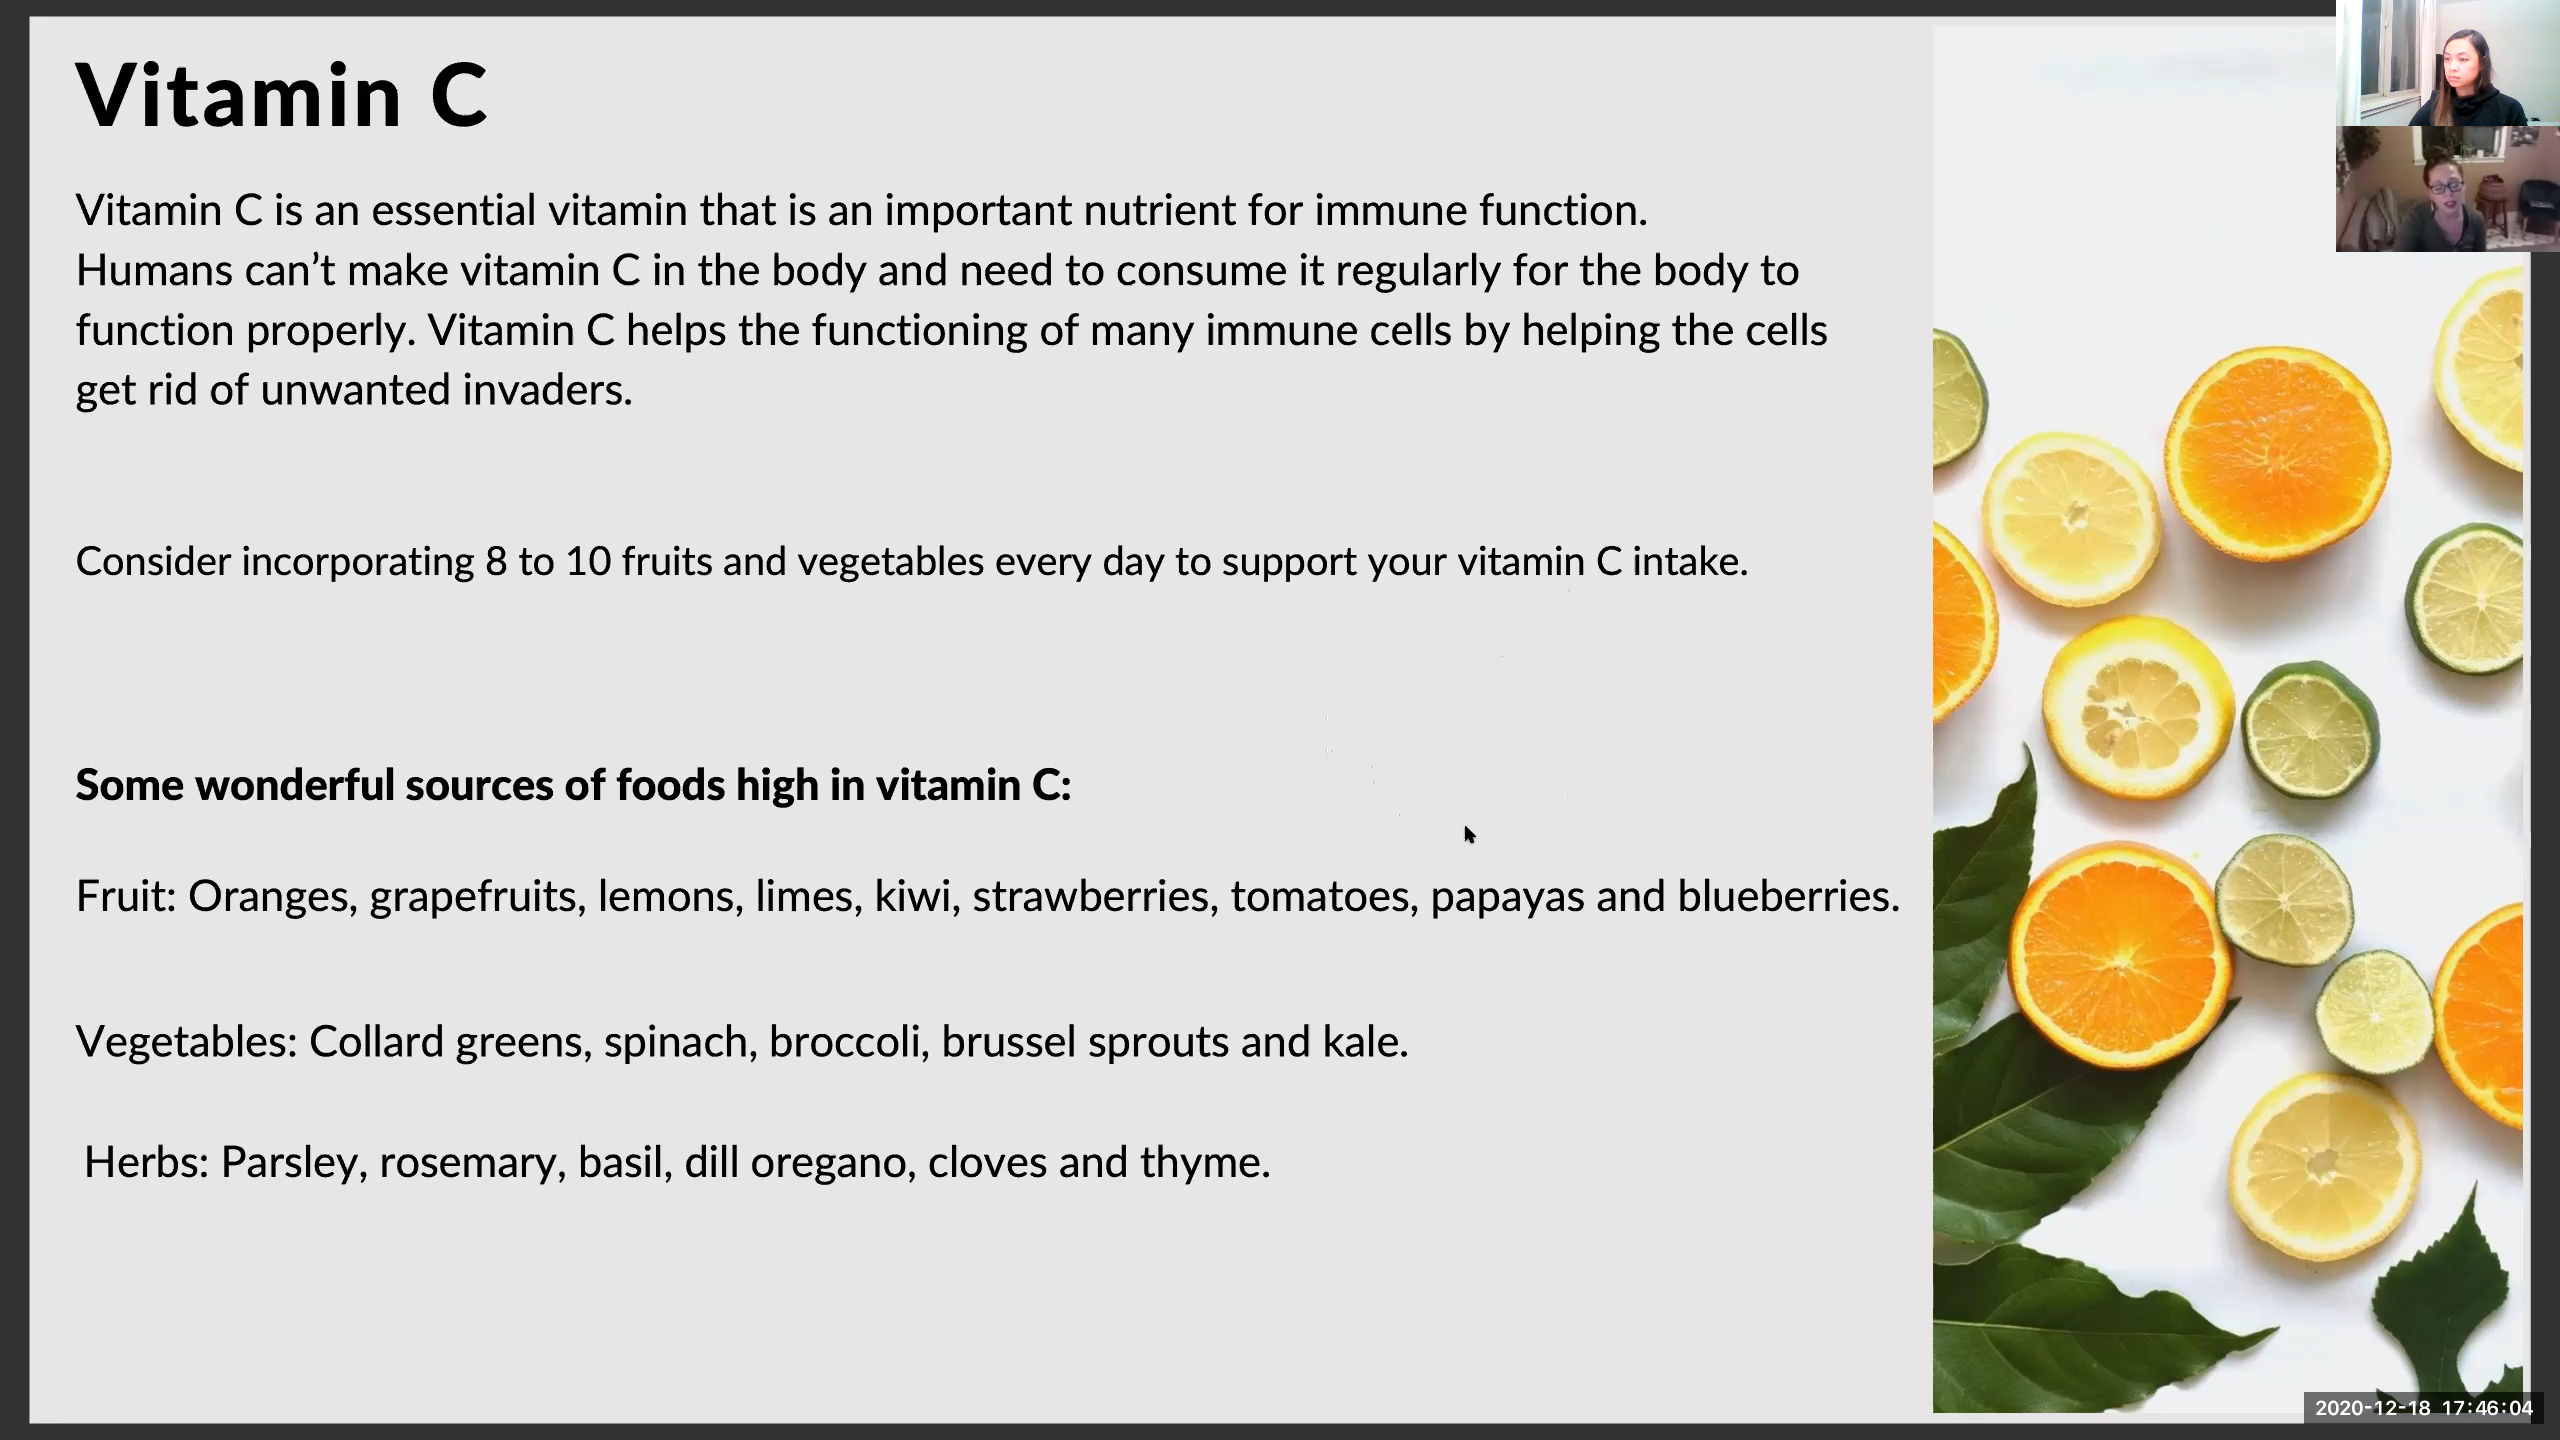 Vitamin C
Vitamin C is an essential vitamin that is an important nutrient for immune function.
Humans can’t make vitamin C in the body and need to consume it regularly for the body to
function properly. Vitamin C helps the functioning of many immune cells by helping the cells
get rid of unwanted invaders.
Consider incorporating 8 to 10 fruits and vegetables every day to support your vitamin C intake.
Some wonderful sources of foods high in vitamin C:
Fruit: Oranges, grapefruits, lemons, limes, kiwi, strawberries, tomatoes, papayas and blueberries.
Vegetables: Collard greens, spinach, broccoli, brussel sprouts and kale.
Herbs: Parsley, rosemary, basil, dill oregano, cloves and thyme.
2020-12-18 17:46:04